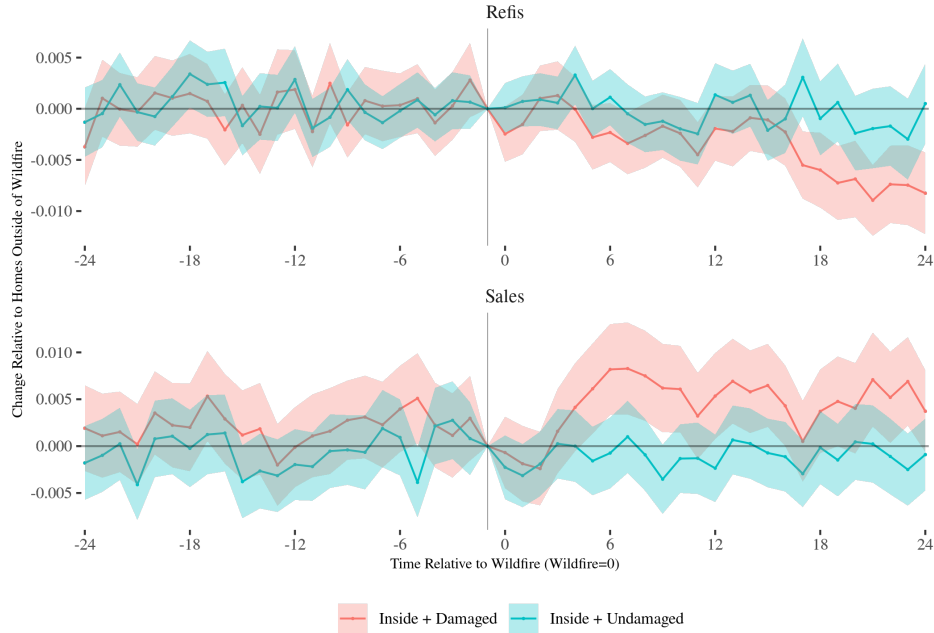 Refis
Change Relative to Homes Outside of Wildfire
0.005
0.000
-0.005
-0.010
-24 -18 -12 -6 0 6 12 18 24
Sales
0.010
0.005
0.000
-0.005
-24 -18 -12 -6 0 6 12 18 24
Time Relative to Wildfire (Wildfire=0)
Inside + Damaged Inside + Undamaged